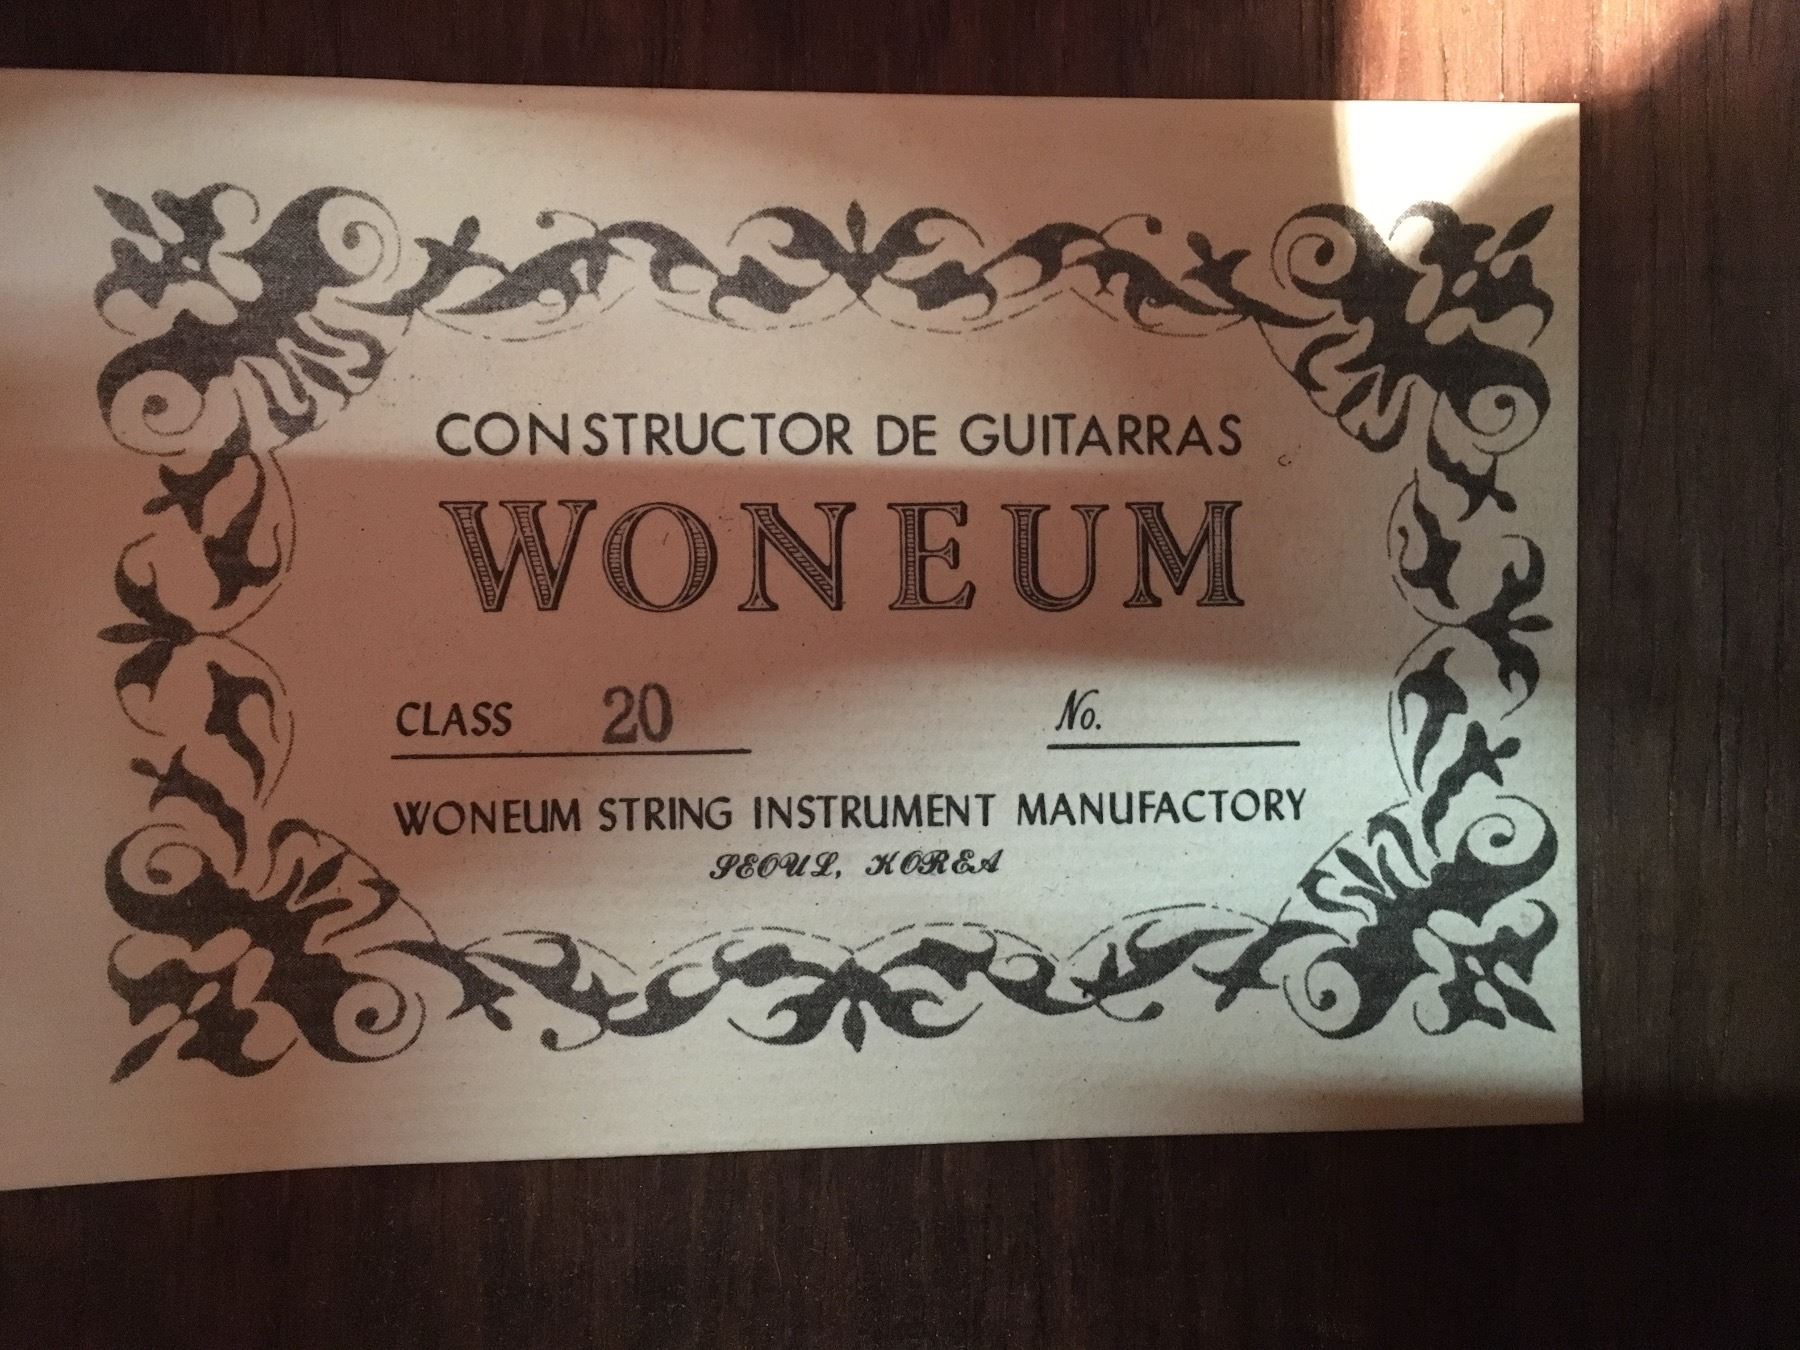 CONSTRUCTOR DE GUITARRAS
WONEUM
CLASS 20 No.
WONEUM STRING INSTRUMENT MANUFACTORY
SEOUL, KOREA